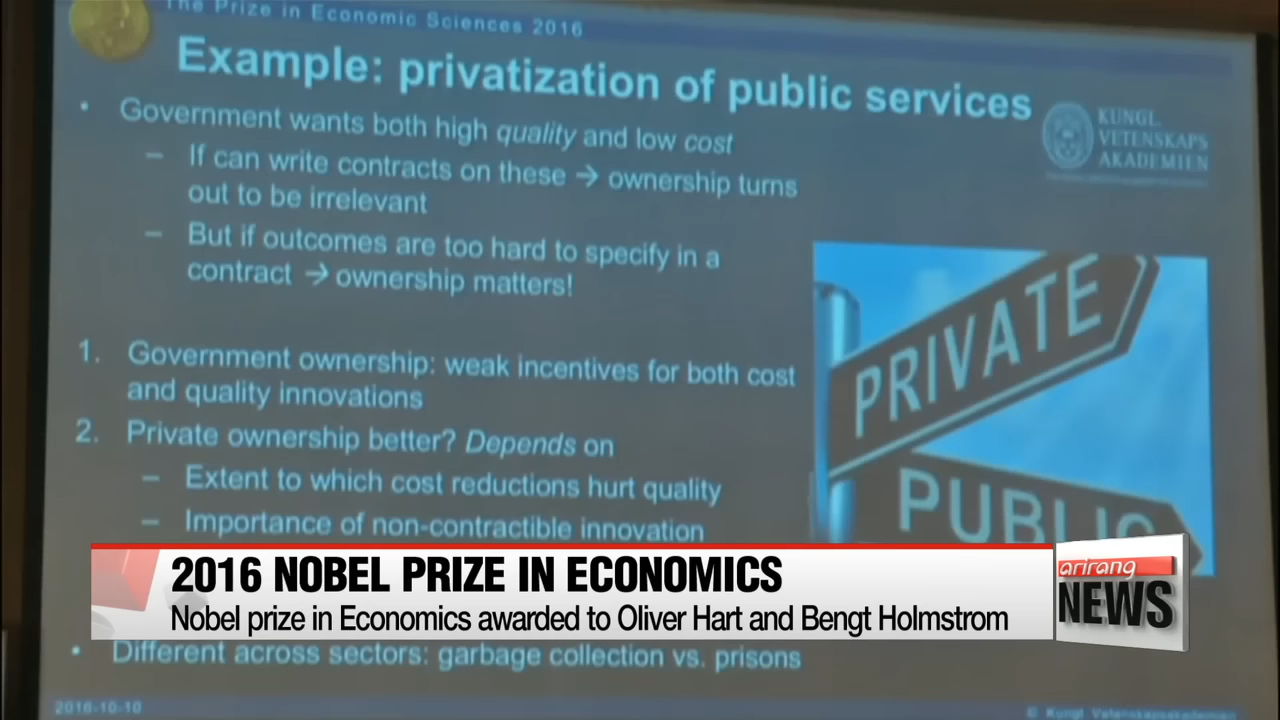 The Prize in Economic Sciences 2016
Example: privatization of public services
KUNGL.
VETENSKAPS
AKADEMIEN
• Government wants both high quality and low cost
– If can write contracts on these → ownership turns
out to be irrelevant
– But if outcomes are too hard to specify in a
contract → ownership matters!
1. Government ownership: weak incentives for both cost
and quality innovations
2. Private ownership better? Depends on
– Extent to which cost reductions hurt quality
– Importance of non-contractible innovation
PRIVATE
PUBLIC
2016 NOBEL PRIZE IN ECONOMICS
Nobel prize in Economics awarded to Oliver Hart and Bengt Holmstrom
arirang
NEWS
• Different across sectors: garbage collection vs. prisons
2016-10-10
© Kungl.